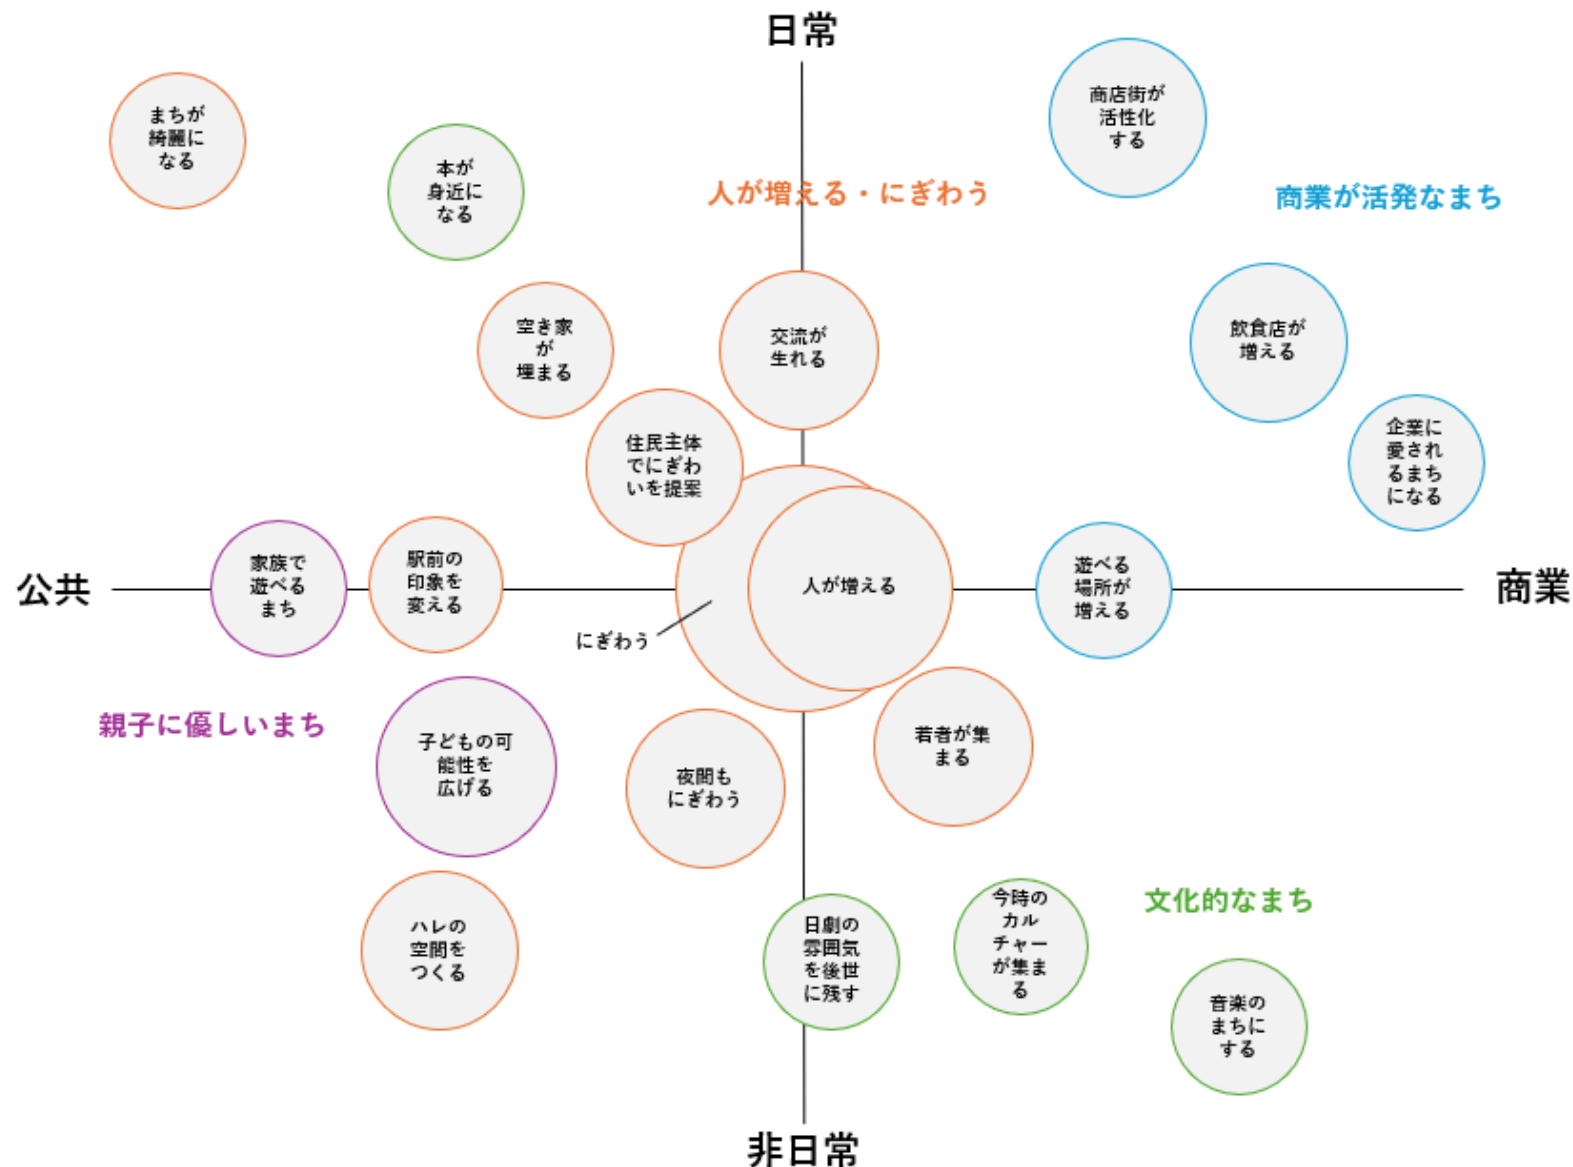 日常
まちが
綺麗に
なる
本が
身近に
なる
人が増える・にぎわう
商店街が
活性化
する
商業が活発なまち
空き家
が
埋まる
交流が
生れる
飲食店が
増える
住民主体
でにぎわ
いを提案
企業に
愛され
るまち
になる
公共
家族で
遊べる
まち
駅前の
印象を
変える
にぎわう
人が増える
遊べる
場所が
増える
商業
親子に優しいまち
子どもの可
能性を
広げる
夜間も
にぎわう
若者が集
まる
ハレの
空間を
つくる
日劇の
雰囲気
を後世
に残す
今時の
カル
チャー
が集ま
る
文化的なまち
音楽の
まちに
する
非日常